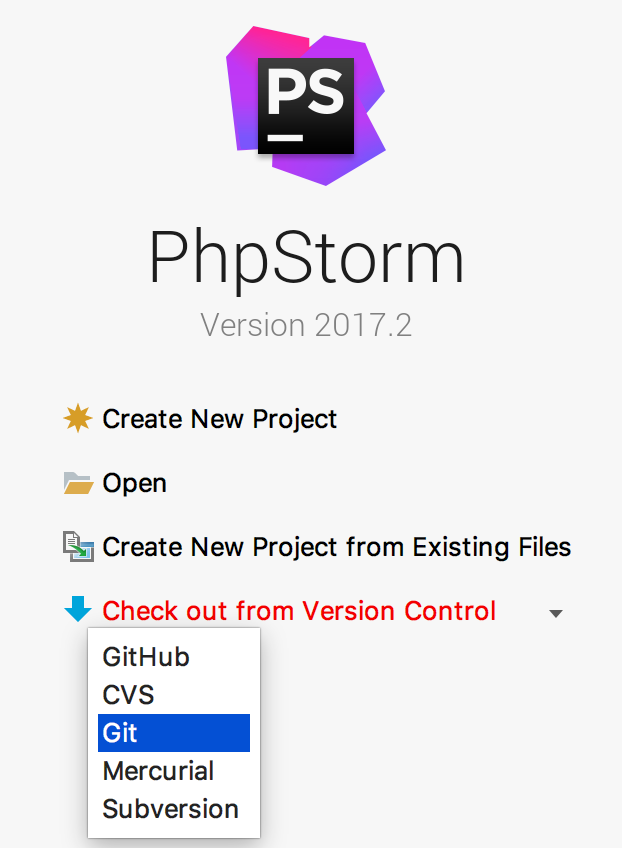 PS
PhpStorm
Version 2017.2
Create New Project
Open
Create New Project from Existing Files
Check out from Version Control
GitHub
CVS
Git
Mercurial
Subversion